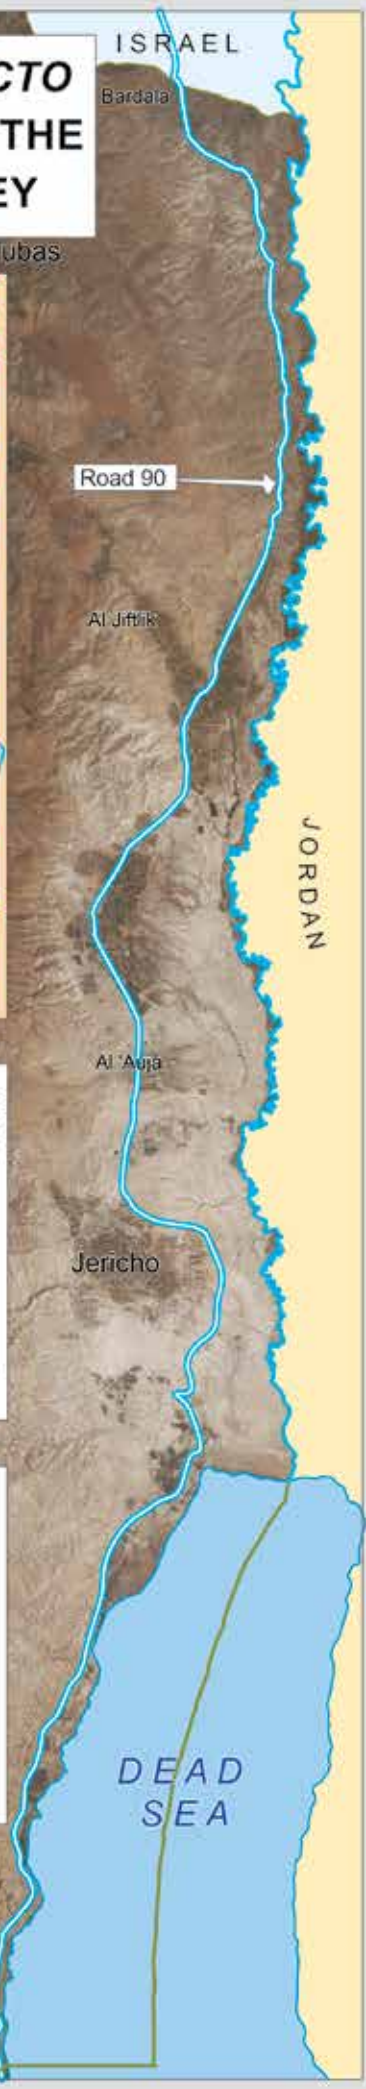 ISRAEL
CTO
THE
EY
Bardala
ubas
Road 90
Al Jiftlik
JORDAN
Al 'Auja
Jericho
DEAD
SEA